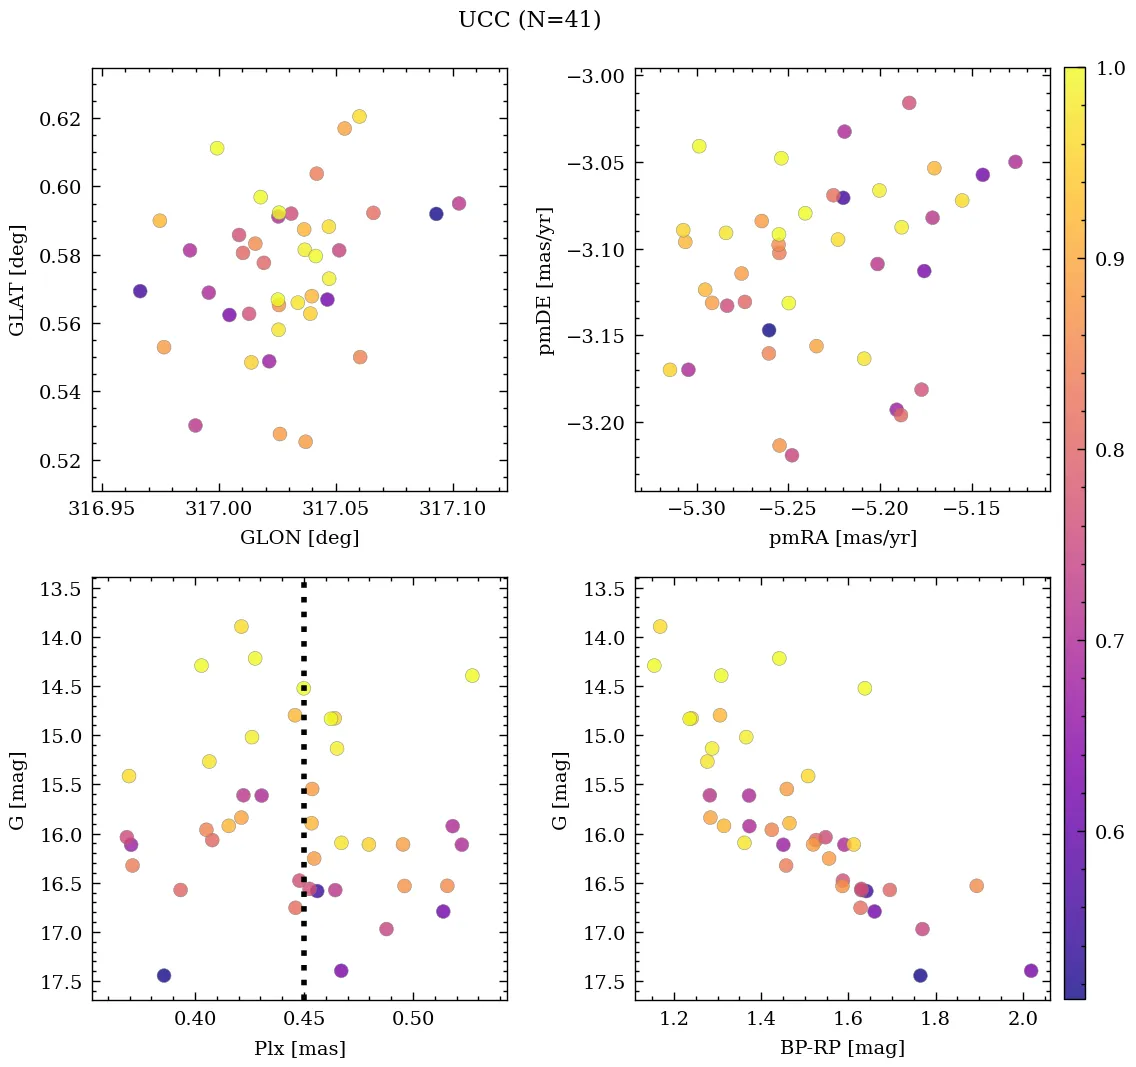 UCC (N=41)
0.62
0.60
0.58
0.56
0.54
0.52
GLAT [deg]
316.95 317.00 317.05 317.10
GLON [deg]
−3.00
−3.05
−3.10
−3.15
−3.20
pmDE [mas/yr]
−5.30 −5.25 −5.20 −5.15
pmRA [mas/yr]
13.5
14.0
14.5
15.0
15.5
16.0
16.5
17.0
17.5
G [mag]
0.40 0.45 0.50
Plx [mas]
13.5
14.0
14.5
15.0
15.5
16.0
16.5
17.0
17.5
G [mag]
1.2 1.4 1.6 1.8 2.0
BP-RP [mag]
1.0
0.9
0.8
0.7
0.6